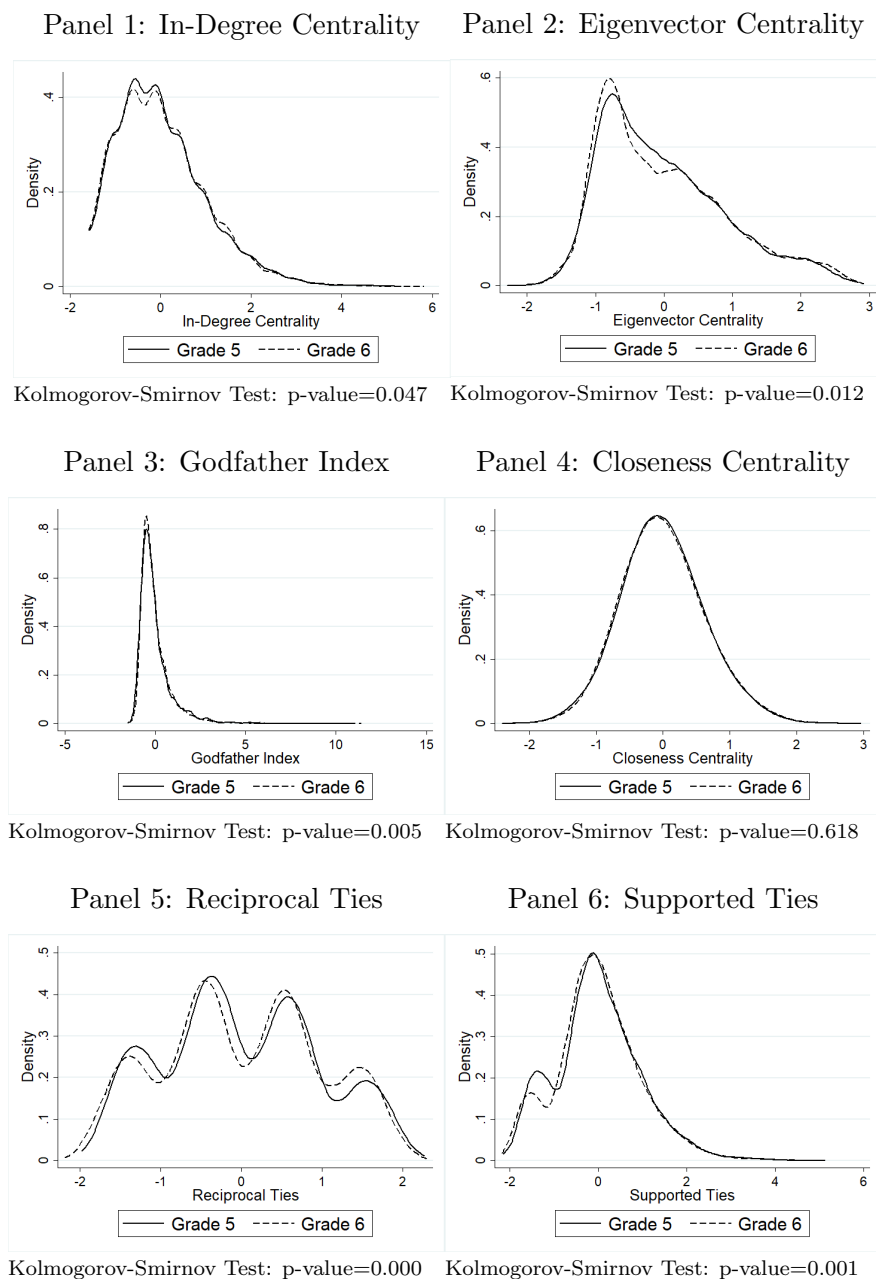 Panel 1: In-Degree Centrality
Density
.4
.2
0
-2 0 2 4 6
In-Degree Centrality
Grade 5 Grade 6
Kolmogorov-Smirnov Test: p-value=0.047
Panel 2: Eigenvector Centrality
Density
.6
.4
.2
0
-2 -1 0 1 2 3
Eigenvector Centrality
Grade 5 Grade 6
Kolmogorov-Smirnov Test: p-value=0.012
Panel 3: Godfather Index
Density
.8
.6
.4
.2
0
-5 0 5 10 15
Godfather Index
Grade 5 Grade 6
Kolmogorov-Smirnov Test: p-value=0.005
Panel 4: Closeness Centrality
Density
.6
.4
.2
0
-2 -1 0 1 2 3
Closeness Centrality
Grade 5 Grade 6
Kolmogorov-Smirnov Test: p-value=0.618
Panel 5: Reciprocal Ties
Density
.5
.4
.3
.2
.1
0
-2 -1 0 1 2
Reciprocal Ties
Grade 5 Grade 6
Kolmogorov-Smirnov Test: p-value=0.000
Panel 6: Supported Ties
Density
.5
.4
.3
.2
.1
0
-2 0 2 4 6
Supported Ties
Grade 5 Grade 6
Kolmogorov-Smirnov Test: p-value=0.001